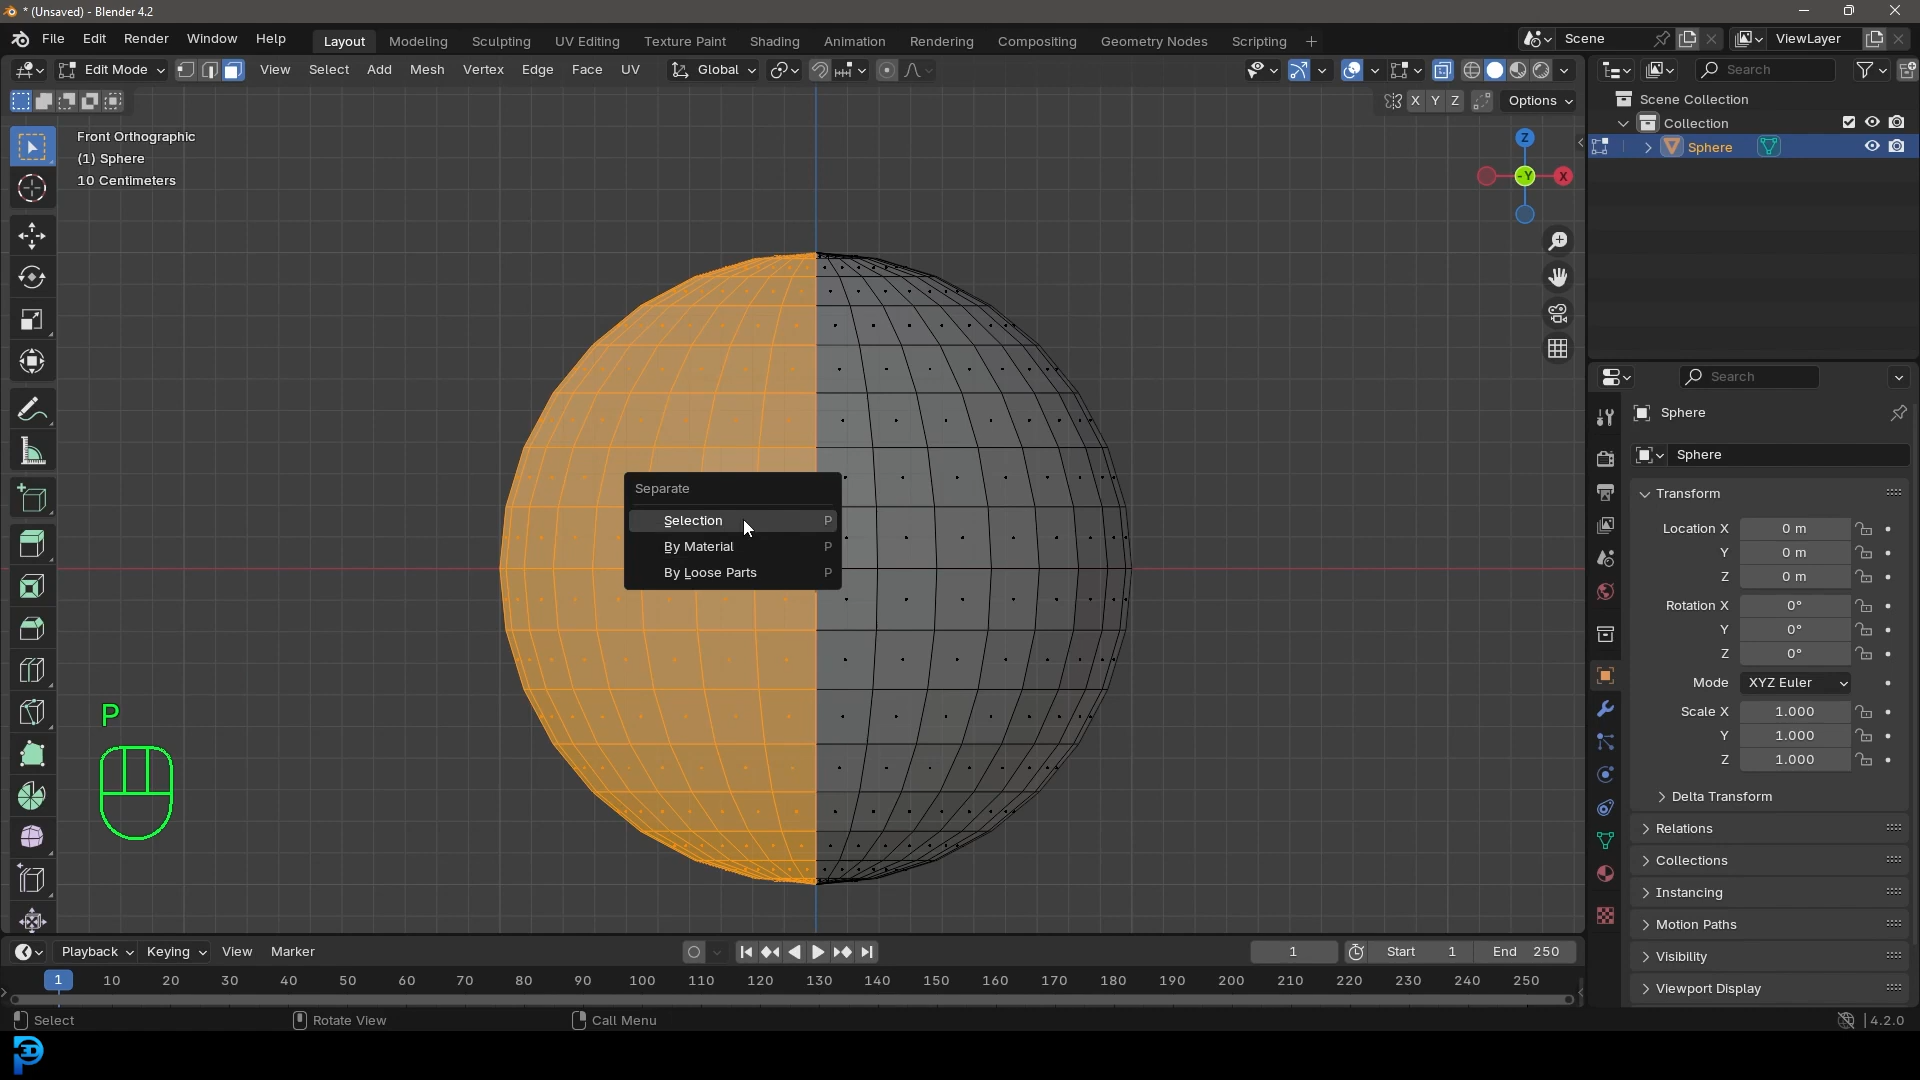 * (Unsaved) - Blender 4.2
File Edit Render Window Help
Layout Modeling Sculpting UV Editing Texture Paint Shading Animation Rendering Compositing Geometry Nodes Scripting +
Scene
ViewLayer
Edit Mode
View Select Add Mesh Vertex Edge Face UV
Global
Search
X Y Z
Options
Front Orthographic
(1) Sphere
10 Centimeters
Z
-Y
X
Scene Collection
Collection
Sphere
Separate
Selection P
By Material P
By Loose Parts P
P
Search
Sphere
Sphere
Transform
Location X 0 m
Y 0 m
Z 0 m
Rotation X 0°
Y 0°
Z 0°
Mode XYZ Euler
Scale X 1.000
Y 1.000
Z 1.000
Delta Transform
Relations
Collections
Instancing
Motion Paths
Visibility
Viewport Display
Playback Keying View Marker
1
Start 1
End 250
1 10 20 30 40 50 60 70 80 90 100 110 120 130 140 150 160 170 180 190 200 210 220 230 240 250
Select
Rotate View
Call Menu
4.2.0